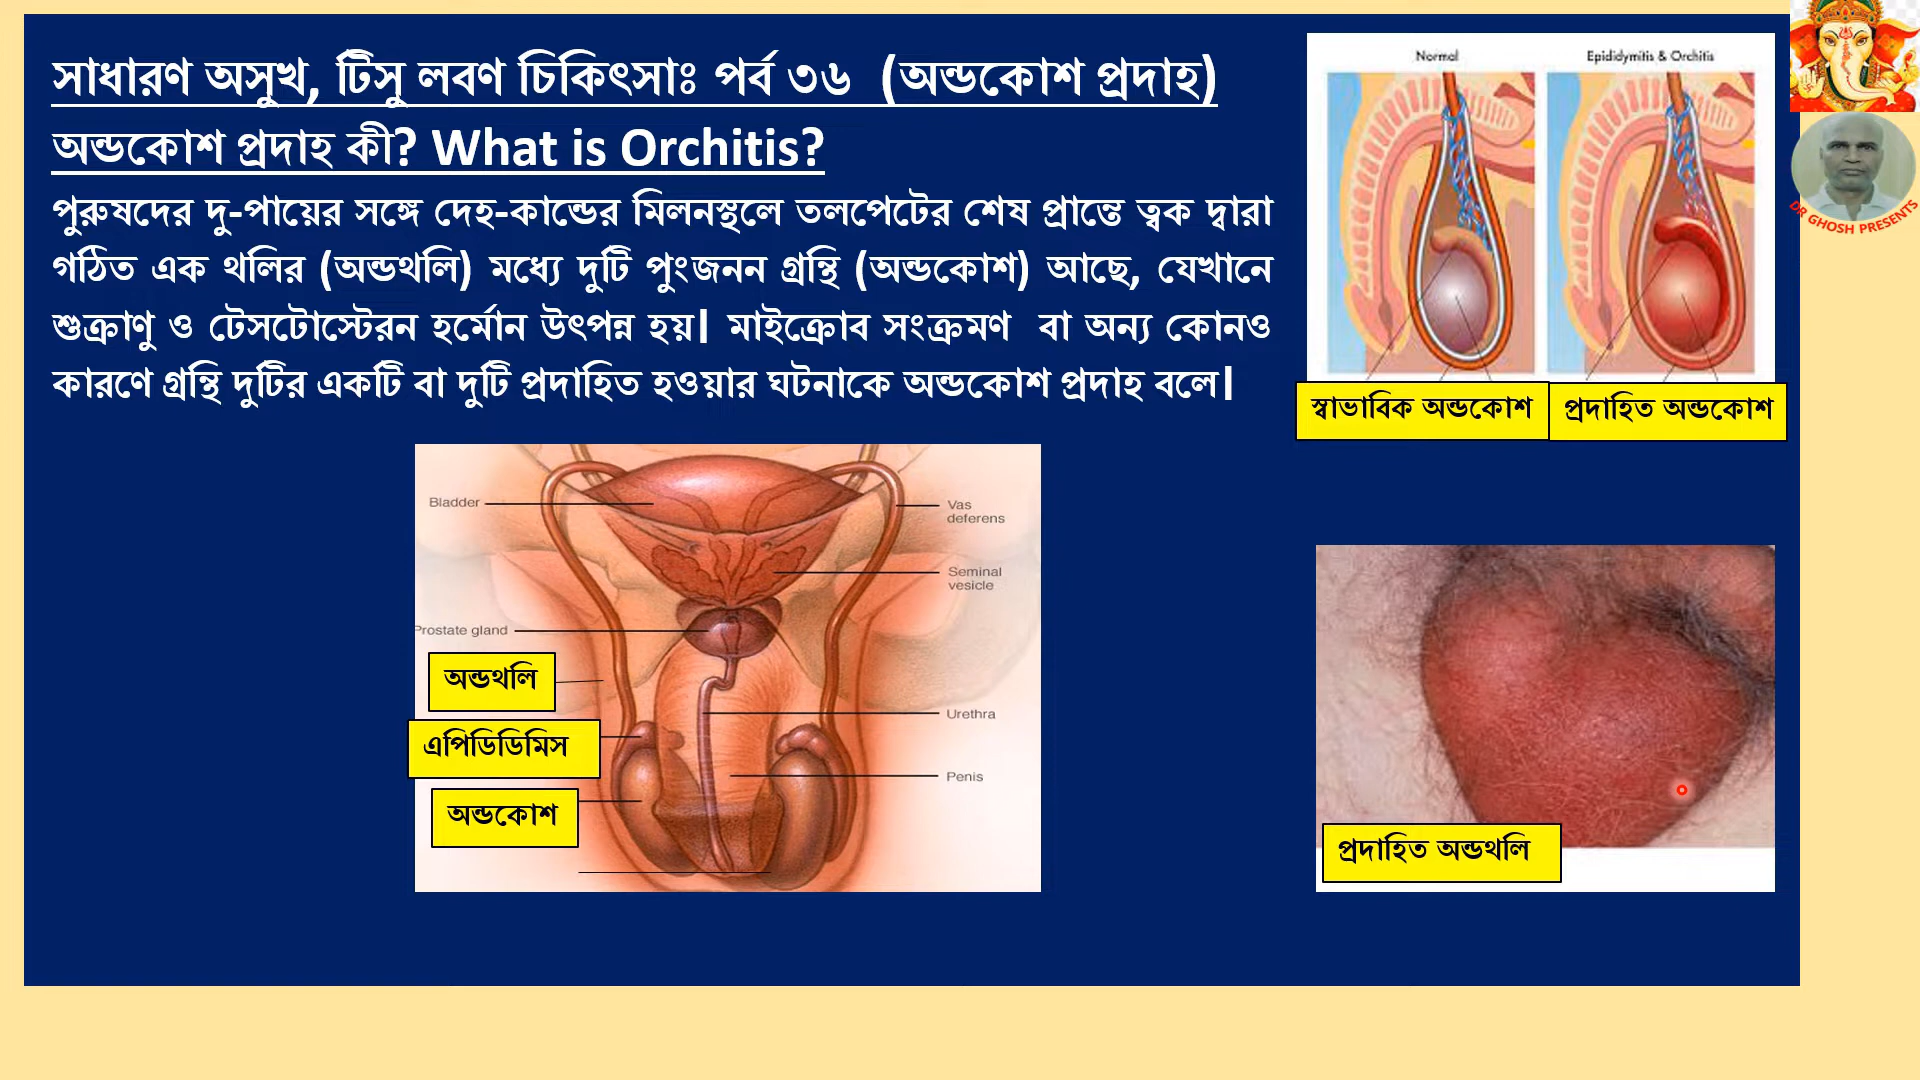 সাধারণ অসুখ, টিসু লবণ চিকিৎসাঃ পর্ব ৩৬ (অন্ডকোশ প্রদাহ)
অন্ডকোশ প্রদাহ কী? What is Orchitis?
পুরুষদের দু-পায়ের সঙ্গে দেহ-কান্ডের মিলনস্থলে তলপেটের শেষ প্রান্তে ত্বক দ্বারা
গঠিত এক থলির (অন্ডথলি) মধ্যে দুটি পুংজনন গ্রন্থি (অন্ডকোশ) আছে, যেখানে
শুক্রাণু ও টেসটোস্টেরন হর্মোন উৎপন্ন হয়। মাইক্রোব সংক্রমণ বা অন্য কোনও
কারণে গ্রন্থি দুটির একটি বা দুটি প্রদাহিত হওয়ার ঘটনাকে অন্ডকোশ প্রদাহ বলে।
Normal
Epididymitis & Orchitis
স্বাভাবিক অন্ডকোশ
প্রদাহিত অন্ডকোশ
DR GHOSH PRESENTS
Bladder
Vas
deferens
Seminal
vesicle
Prostate gland
অন্ডথলি
Urethra
এপিডিডিমিস
Penis
অন্ডকোশ
প্রদাহিত অন্ডথলি